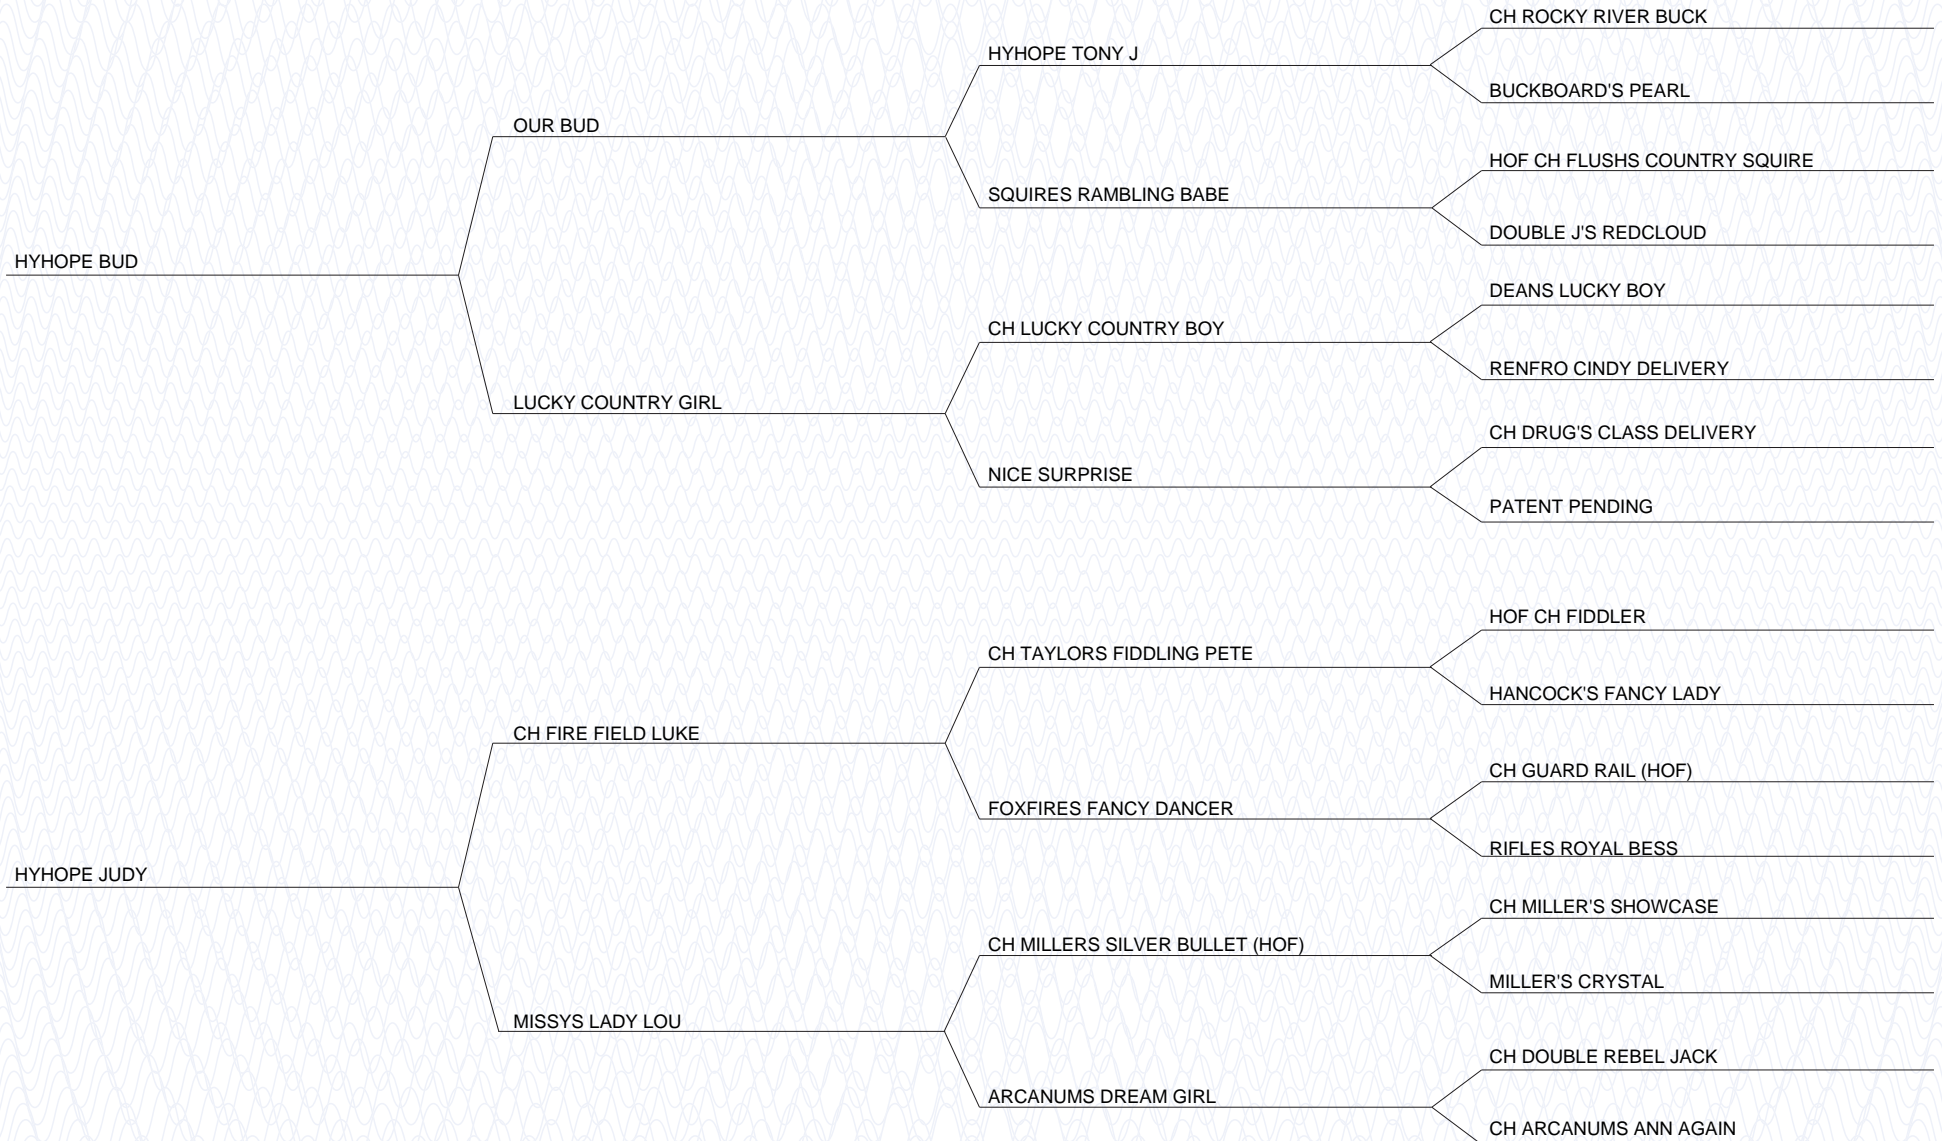 CH ROCKY RIVER BUCK
HYHOPE TONY J
BUCKBOARD'S PEARL
OUR BUD
HOF CH FLUSHS COUNTRY SQUIRE
SQUIRES RAMBLING BABE
DOUBLE J'S REDCLOUD
HYHOPE BUD
DEANS LUCKY BOY
CH LUCKY COUNTRY BOY
RENFRO CINDY DELIVERY
LUCKY COUNTRY GIRL
CH DRUG'S CLASS DELIVERY
NICE SURPRISE
PATENT PENDING
HOF CH FIDDLER
CH TAYLORS FIDDLING PETE
HANCOCK'S FANCY LADY
CH FIRE FIELD LUKE
CH GUARD RAIL (HOF)
FOXFIRES FANCY DANCER
RIFLES ROYAL BESS
HYHOPE JUDY
CH MILLER'S SHOWCASE
CH MILLERS SILVER BULLET (HOF)
MILLER'S CRYSTAL
MISSYS LADY LOU
CH DOUBLE REBEL JACK
ARCANUMS DREAM GIRL
CH ARCANUMS ANN AGAIN